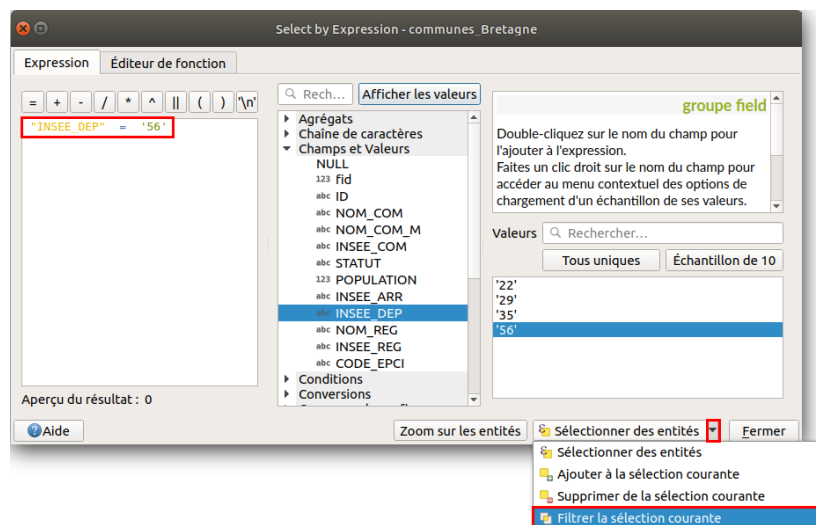 Select by Expression - communes_Bretagne
Expression
Éditeur de fonction
= + - / * ^ || ( ) '\n'
"INSEE_DEP" = '56'
Aperçu du résultat : 0
Rech...
Afficher les valeurs
Agrégats
Chaîne de caractères
Champs et Valeurs
NULL
123 fid
abc ID
abc NOM_COM
abc NOM_COM_M
abc INSEE_COM
abc STATUT
123 POPULATION
abc INSEE_ARR
abc INSEE_DEP
abc NOM_REG
abc INSEE_REG
abc CODE_EPCI
Conditions
Conversions
groupe field
Double-cliquez sur le nom du champ pour
l'ajouter à l'expression.
Faites un clic droit sur le nom du champ pour
accéder au menu contextuel des options de
chargement d'un échantillon de ses valeurs.
Valeurs
Rechercher...
Tous uniques
Échantillon de 10
'22'
'29'
'35'
'56'
Aide
Zoom sur les entités
Sélectionner des entités
Fermer
Sélectionner des entités
Ajouter à la sélection courante
Supprimer de la sélection courante
Filtrer la sélection courante